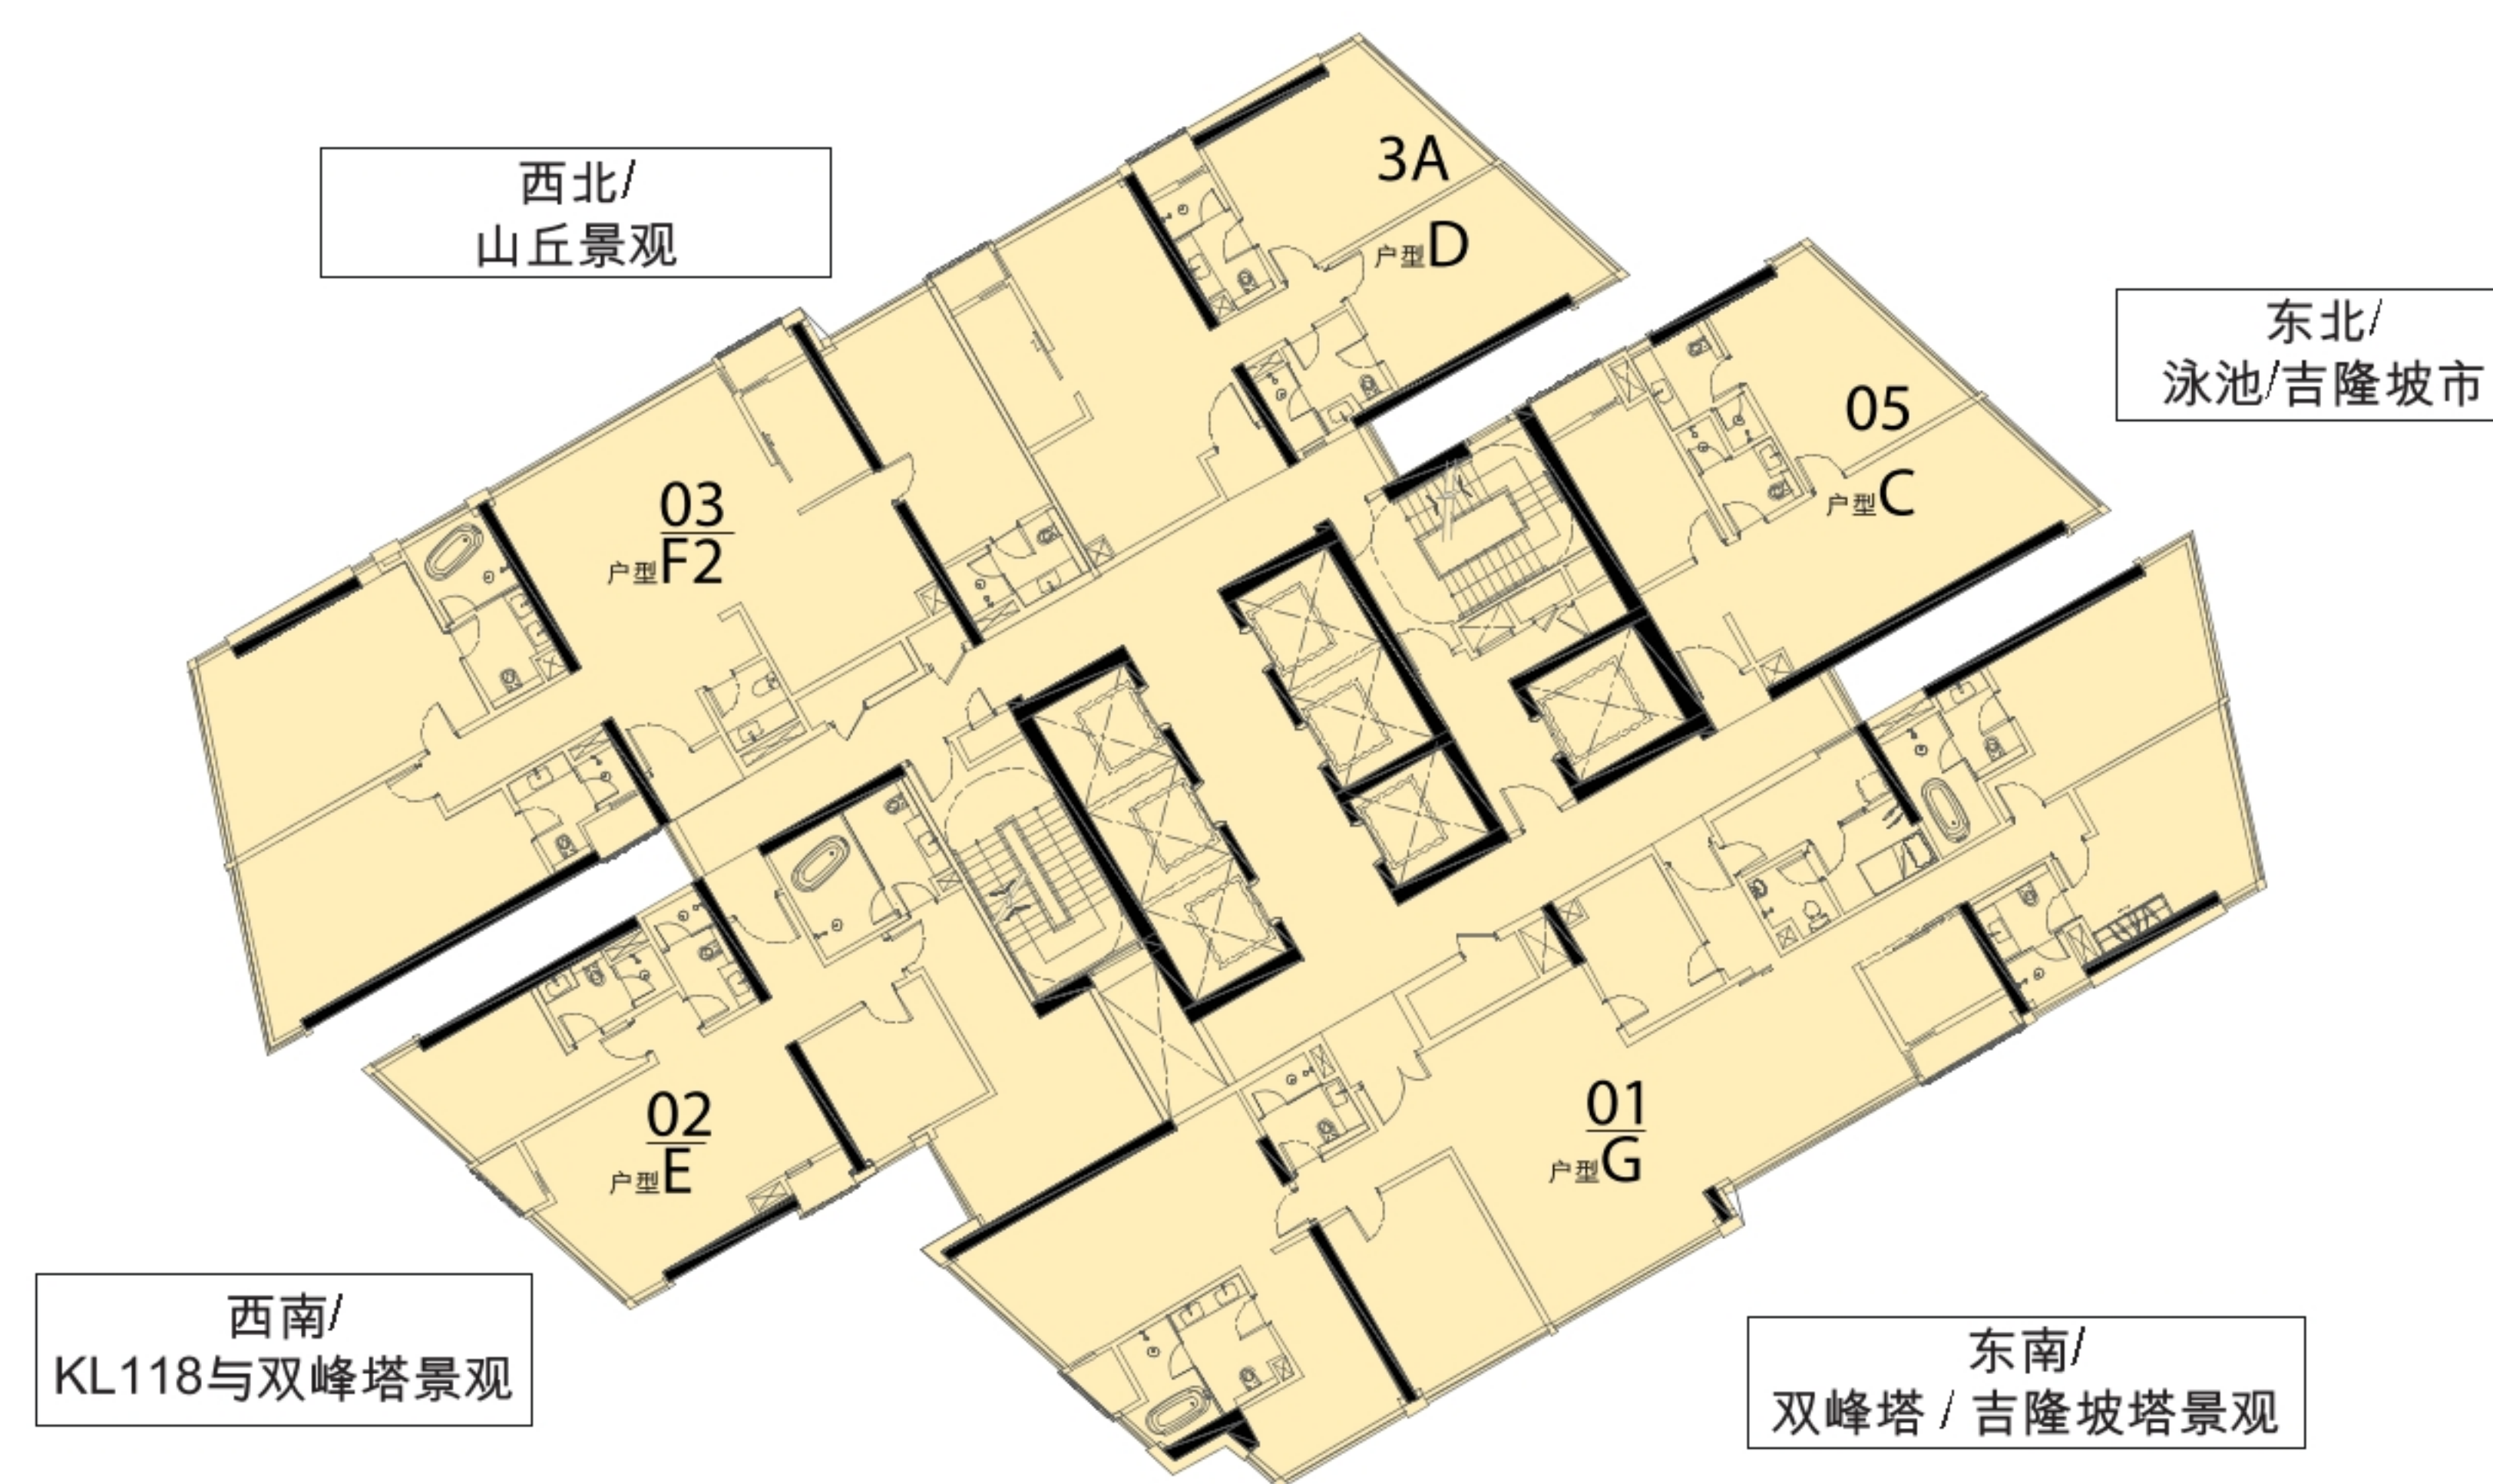 西北/
山丘景观
3A
户型D
东北/
泳池/吉隆坡市
05
户型C
03
户型F2
02
户型E
01
户型G
西南/
KL118与双峰塔景观
东南/
双峰塔 / 吉隆坡塔景观